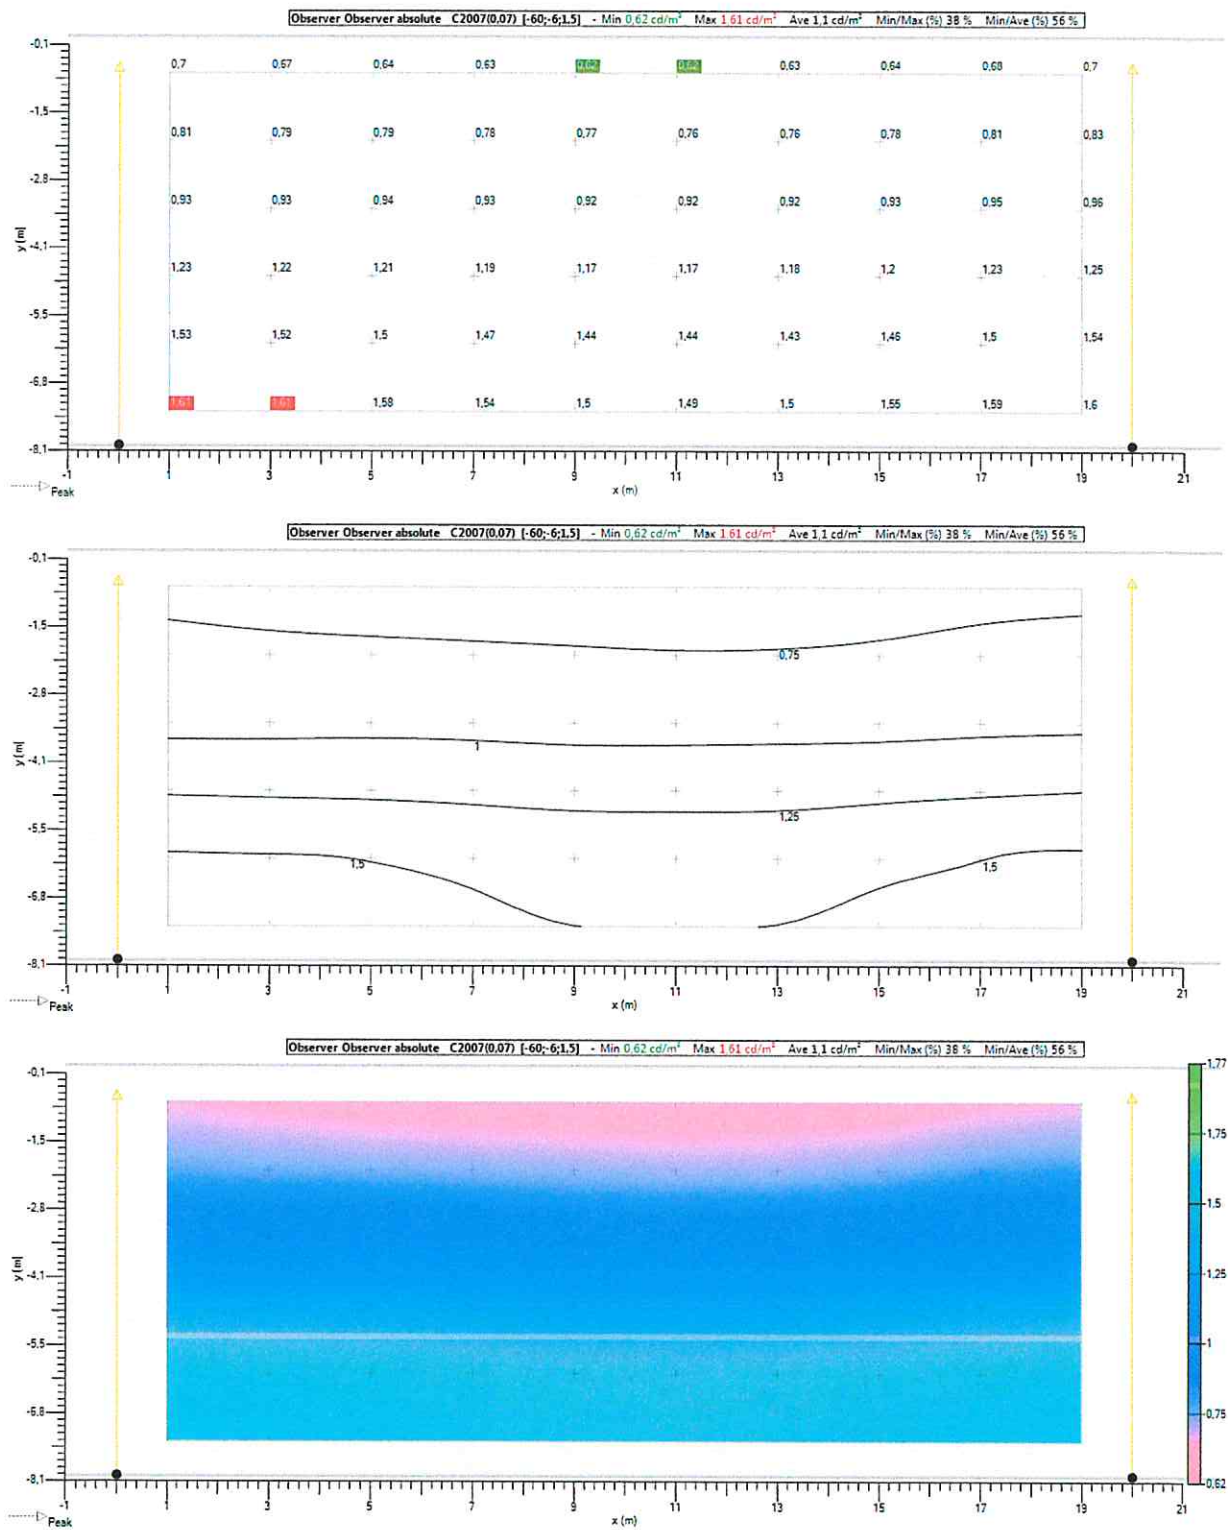 Observer Observer absolute C2007(0,07) [-60;-6;1,5] - Min 0,62 cd/m² Max 1,61 cd/m² Ave 1,1 cd/m² Min/Max (%) 38 % Min/Ave (%) 56 %
-0.1
0,7 0,67 0,64 0,63 0,62 0,62 0,63 0,64 0,68 0,7
-1.5
0,81 0,79 0,79 0,78 0,77 0,76 0,76 0,78 0,81 0,83
-2.8
0,93 0,93 0,94 0,93 0,92 0,92 0,92 0,93 0,95 0,96
y (m)
-4.1
1,23 1,22 1,21 1,19 1,17 1,17 1,18 1,2 1,23 1,25
-5.5
1,53 1,52 1,5 1,47 1,44 1,44 1,43 1,46 1,5 1,54
-6.8
1,61 1,61 1,58 1,54 1,5 1,49 1,5 1,55 1,59 1,6
-8.1
-1 1 3 5 7 9 11 13 15 17 19 21
Peak x (m)
Observer Observer absolute C2007(0,07) [-60;-6;1,5] - Min 0,62 cd/m² Max 1,61 cd/m² Ave 1,1 cd/m² Min/Max (%) 38 % Min/Ave (%) 56 %
-0.1
-1.5
0,75
-2.8
1
y (m)
-4.1
1,25
-5.5
1,5 1,5
-6.8
-8.1
-1 1 3 5 7 9 11 13 15 17 19 21
Peak x (m)
Observer Observer absolute C2007(0,07) [-60;-6;1,5] - Min 0,62 cd/m² Max 1,61 cd/m² Ave 1,1 cd/m² Min/Max (%) 38 % Min/Ave (%) 56 %
-0.1
1,77
1,75
-1.5
1,5
-2.8
y (m)
1,25
-4.1
1
-5.5
0,75
-6.8
0,62
-8.1
-1 1 3 5 7 9 11 13 15 17 19 21
Peak x (m)